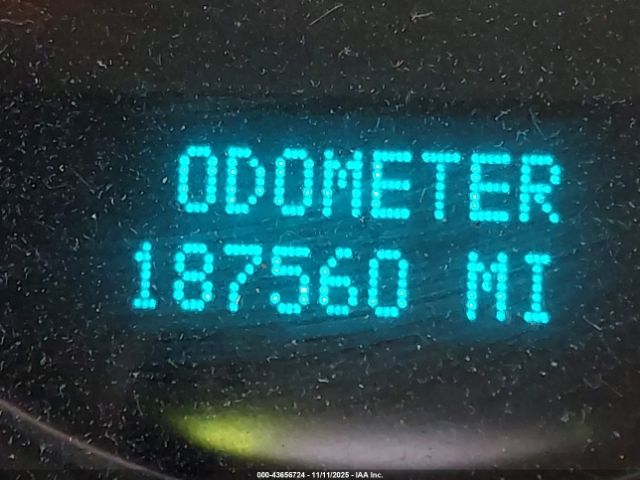 ODOMETER
187560 MI
000-43656724 - 11/11/2025 - IAA Inc.